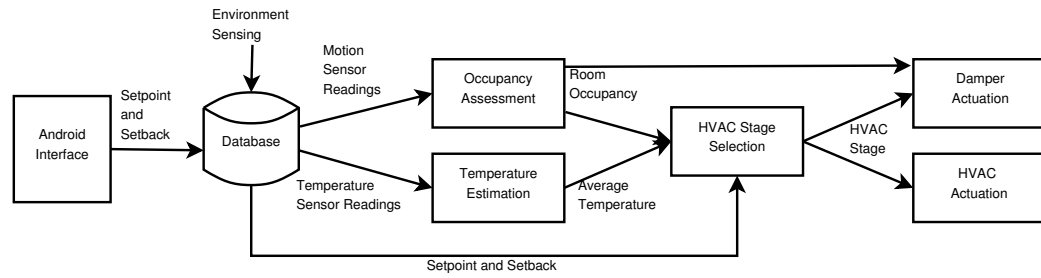 Environment
Sensing
Setpoint
and
Setback
Android
Interface
Database
Motion
Sensor
Readings
Temperature
Sensor Readings
Occupancy
Assessment
Temperature
Estimation
Room
Occupancy
Average
Temperature
Setpoint and Setback
HVAC Stage
Selection
HVAC
Stage
Damper
Actuation
HVAC
Actuation